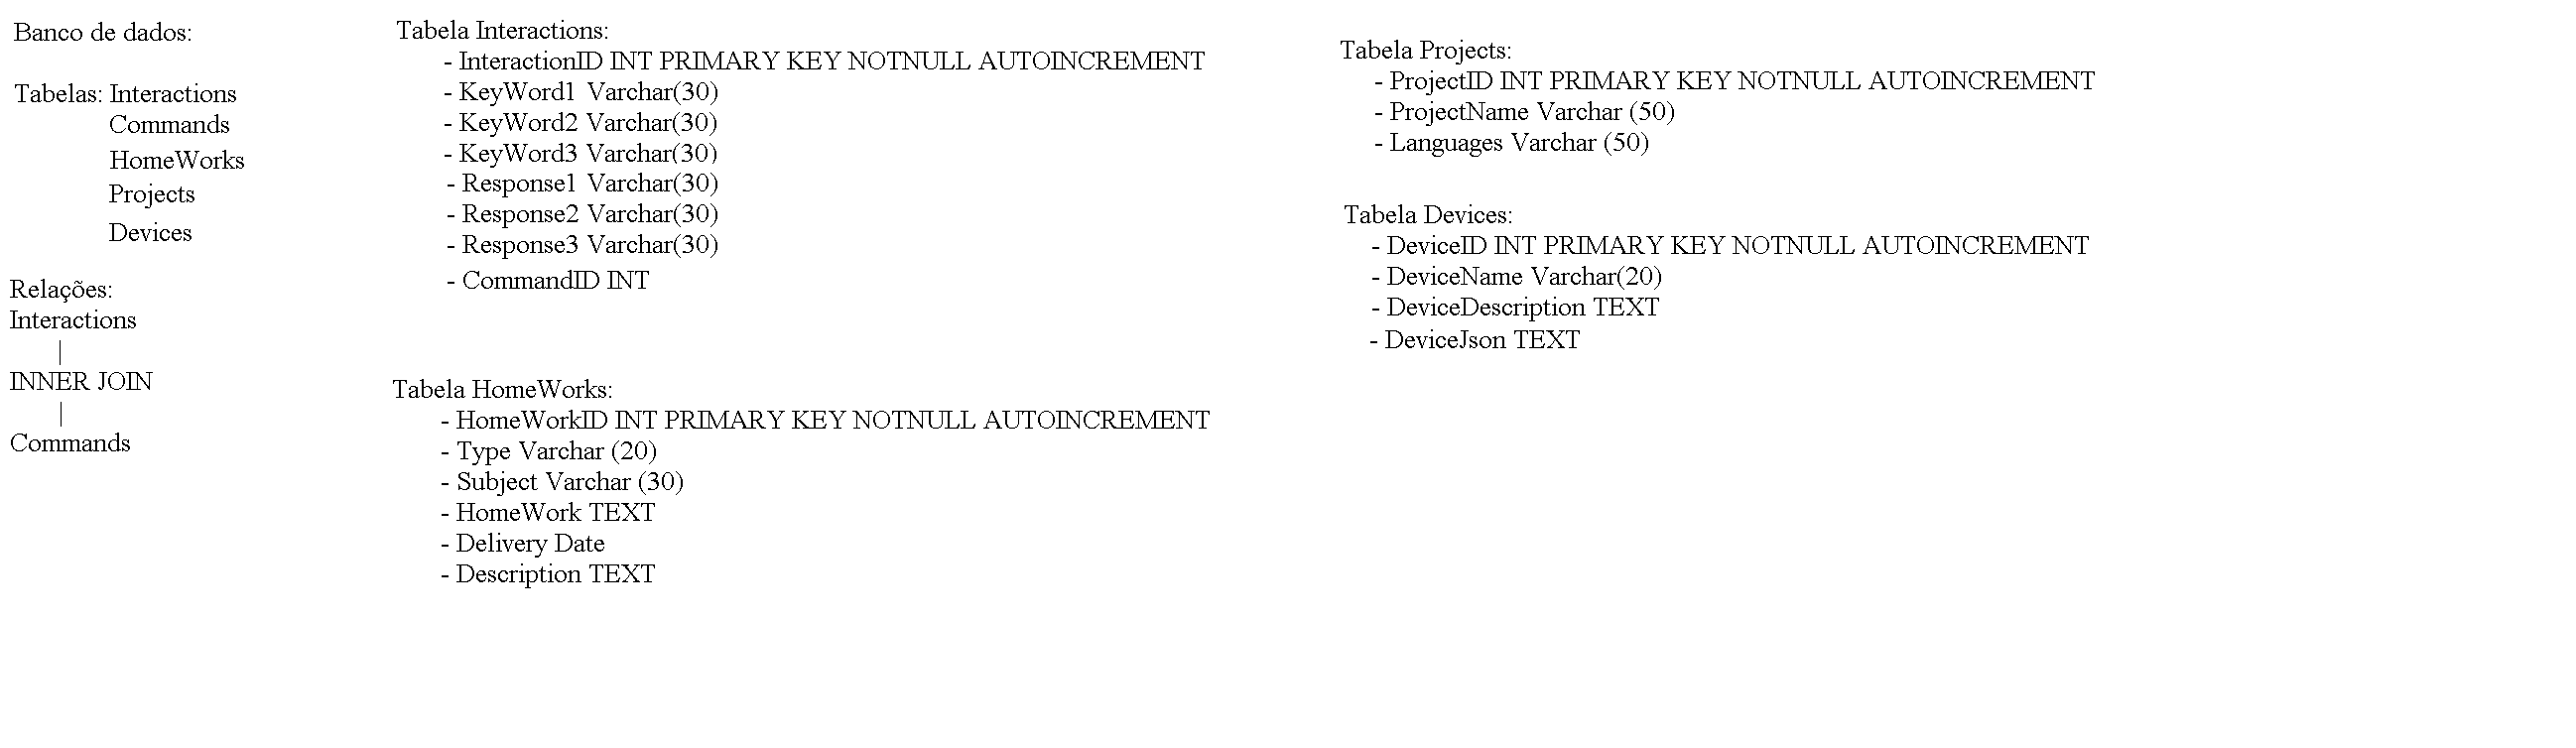 Banco de dados:
Tabelas: Interactions
Commands
HomeWorks
Projects
Devices
Relações:
Interactions
|
INNER JOIN
|
Commands
Tabela Interactions:
- InteractionID INT PRIMARY KEY NOTNULL AUTOINCREMENT
- KeyWord1 Varchar(30)
- KeyWord2 Varchar(30)
- KeyWord3 Varchar(30)
- Response1 Varchar(30)
- Response2 Varchar(30)
- Response3 Varchar(30)
- CommandID INT
Tabela HomeWorks:
- HomeWorkID INT PRIMARY KEY NOTNULL AUTOINCREMENT
- Type Varchar (20)
- Subject Varchar (30)
- HomeWork TEXT
- Delivery Date
- Description TEXT
Tabela Projects:
- ProjectID INT PRIMARY KEY NOTNULL AUTOINCREMENT
- ProjectName Varchar (50)
- Languages Varchar (50)
Tabela Devices:
- DeviceID INT PRIMARY KEY NOTNULL AUTOINCREMENT
- DeviceName Varchar(20)
- DeviceDescription TEXT
- DeviceJson TEXT